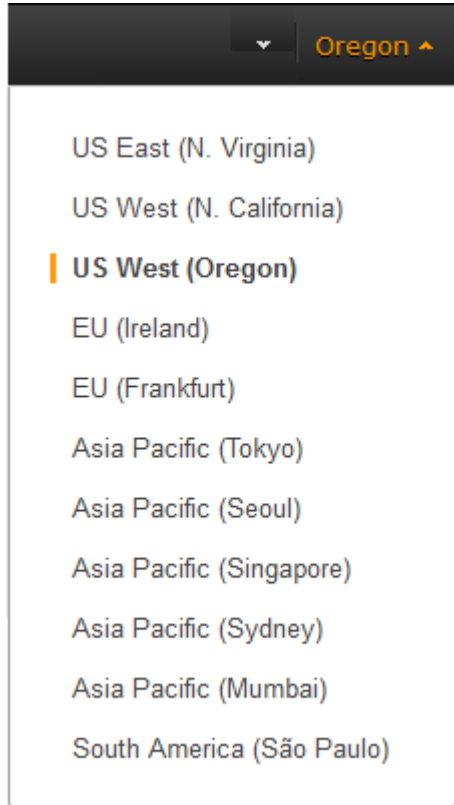 Oregon
US East (N. Virginia)
US West (N. California)
US West (Oregon)
EU (Ireland)
EU (Frankfurt)
Asia Pacific (Tokyo)
Asia Pacific (Seoul)
Asia Pacific (Singapore)
Asia Pacific (Sydney)
Asia Pacific (Mumbai)
South America (São Paulo)